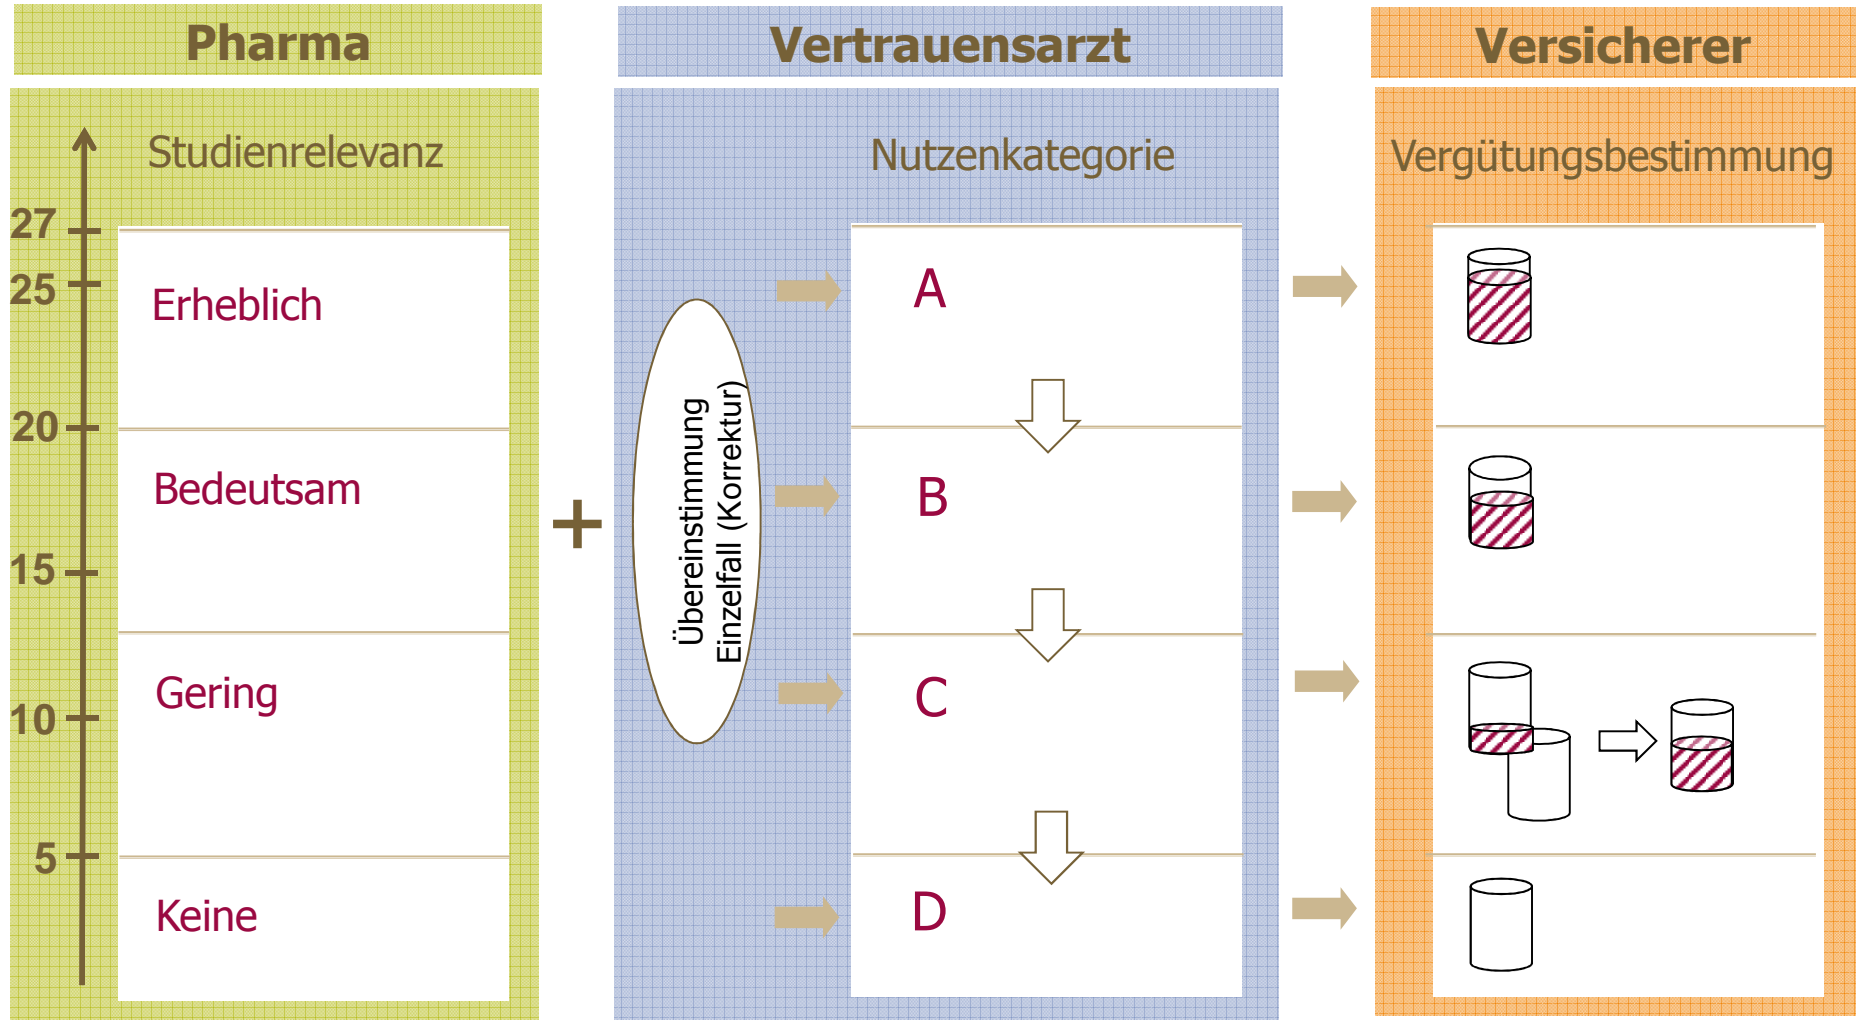 Pharma
Studienrelevanz
27
25
20
15
10
5
Erheblich
Bedeutsam
Gering
Keine
+
Vertrauensarzt
Nutzenkategorie
Übereinstimmung
Einzelfall (Korrektur)
A
B
C
D
Versicherer
Vergütungsbestimmung